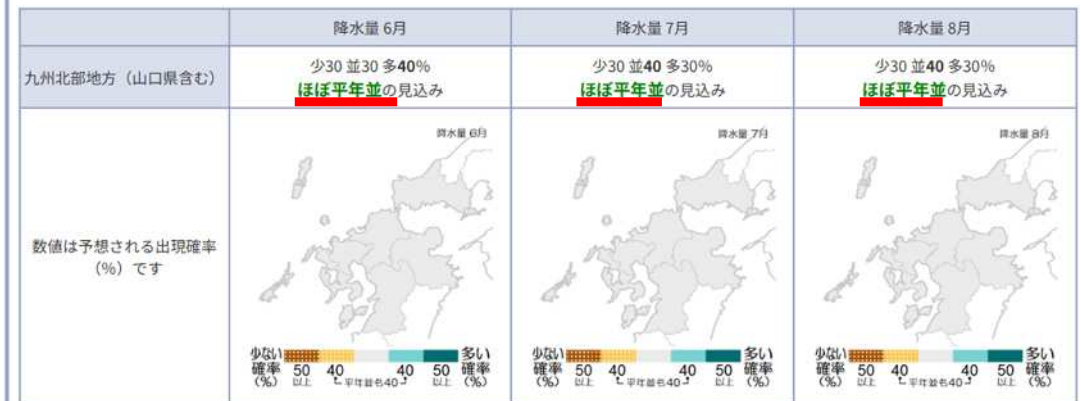 降水量 6月
降水量 7月
降水量 8月
九州北部地方（山口県含む）
少30 並30 多40%
ほぼ平年並の見込み
少30 並40 多30%
ほぼ平年並の見込み
少30 並40 多30%
ほぼ平年並の見込み
数値は予想される出現確率
（%）です
降水量 6月
少ない 多い
確率 50 40 40 50 確率
（%） 以上 平年並も40 以上 （%）
降水量 7月
少ない 多い
確率 50 40 40 50 確率
（%） 以上 平年並も40 以上 （%）
降水量 8月
少ない 多い
確率 50 40 40 50 確率
（%） 以上 平年並も40 以上 （%）